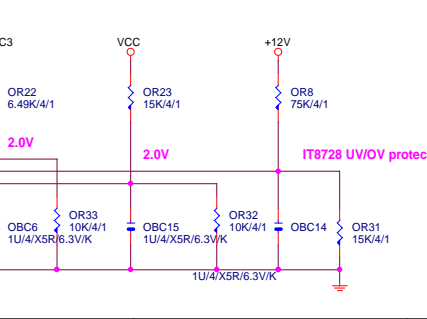 C3
VCC
+12V
OR22
6.49K/4/1
OR23
15K/4/1
OR8
75K/4/1
2.0V
2.0V
IT8728 UV/OV protec
OBC6
1U/4/X5R/6.3V/K
OR33
10K/4/1
OBC15
1U/4/X5R/6.3V/K
OR32
10K/4/1
OBC14
1U/4/X5R/6.3V/K
OR31
15K/4/1